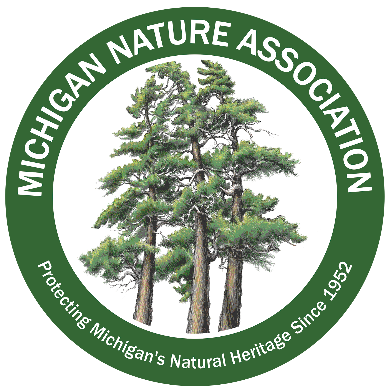 MICHIGAN NATURE ASSOCIATION
Protecting Michigan's Natural Heritage Since 1952